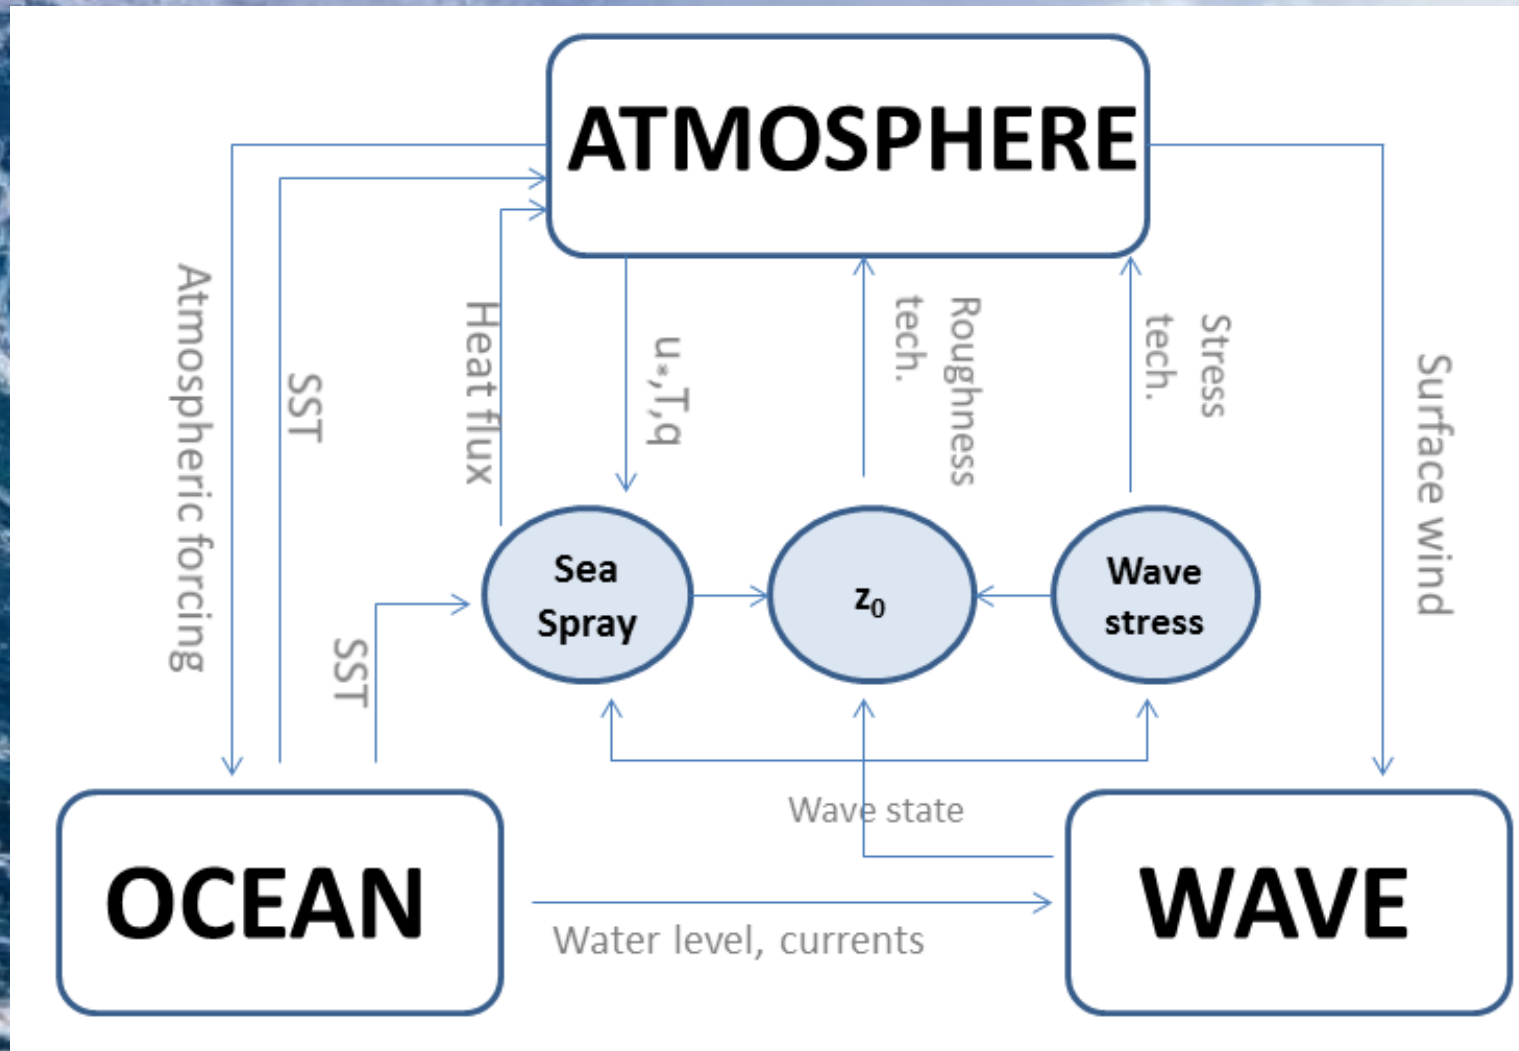 ATMOSPHERE
Atmospheric forcing
SST
Heat flux
u*,T,q
Roughness
tech.
Stress
tech.
Surface wind
SST
Sea
Spray
z0
Wave
stress
Wave state
OCEAN
Water level, currents
WAVE